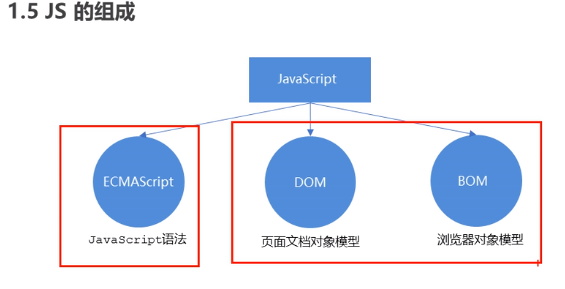 1.5 JS 的组成
JavaScript
ECMAScript
DOM
BOM
JavaScript语法
页面文档对象模型
浏览器对象模型